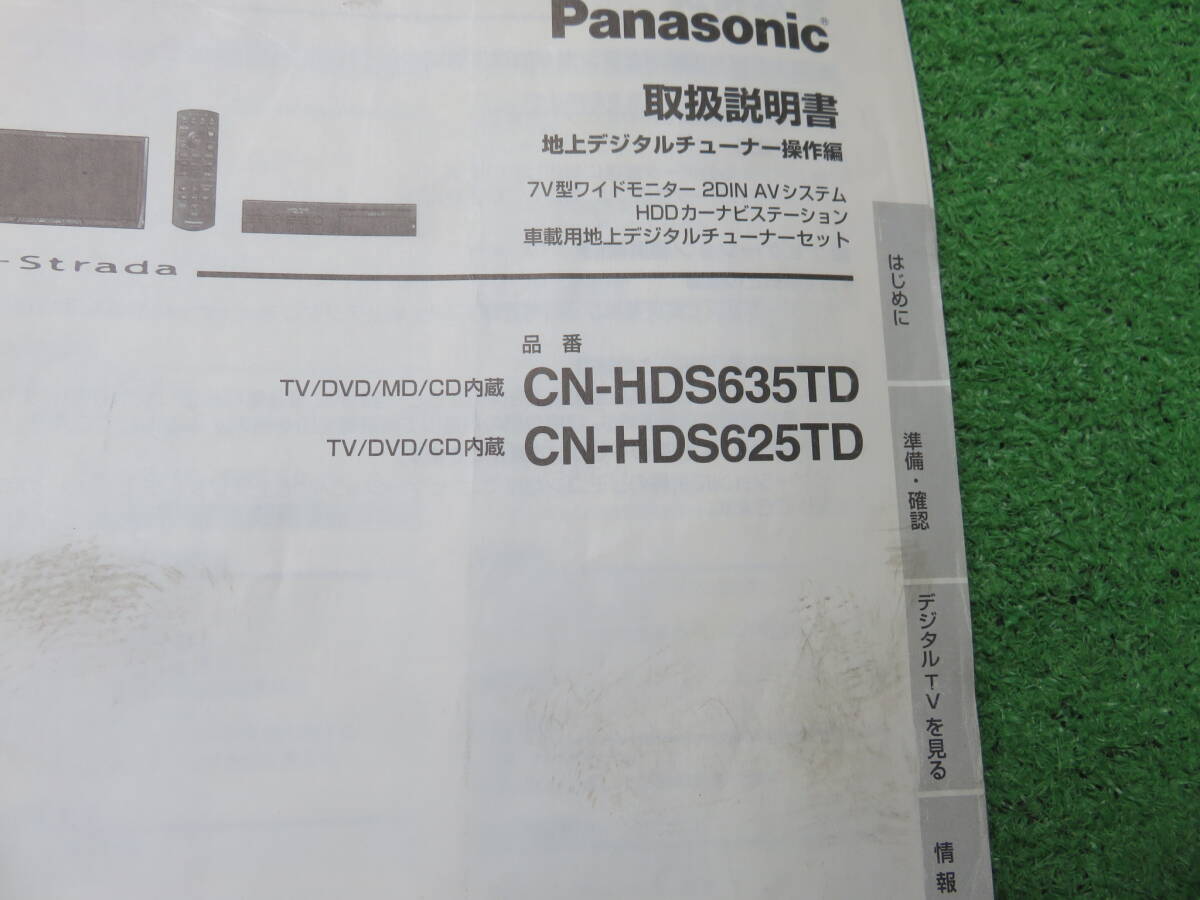 Panasonic®
取扱説明書
地上デジタルチューナー操作編
7V型ワイドモニター 2DIN AVシステム
HDDカーナビステーション
車載用地上デジタルチューナーセット
-Strada
品番
TV/DVD/MD/CD内蔵 CN-HDS635TD
TV/DVD/CD内蔵 CN-HDS625TD
はじめに
準備・確認
デジタルTVを見る
情報